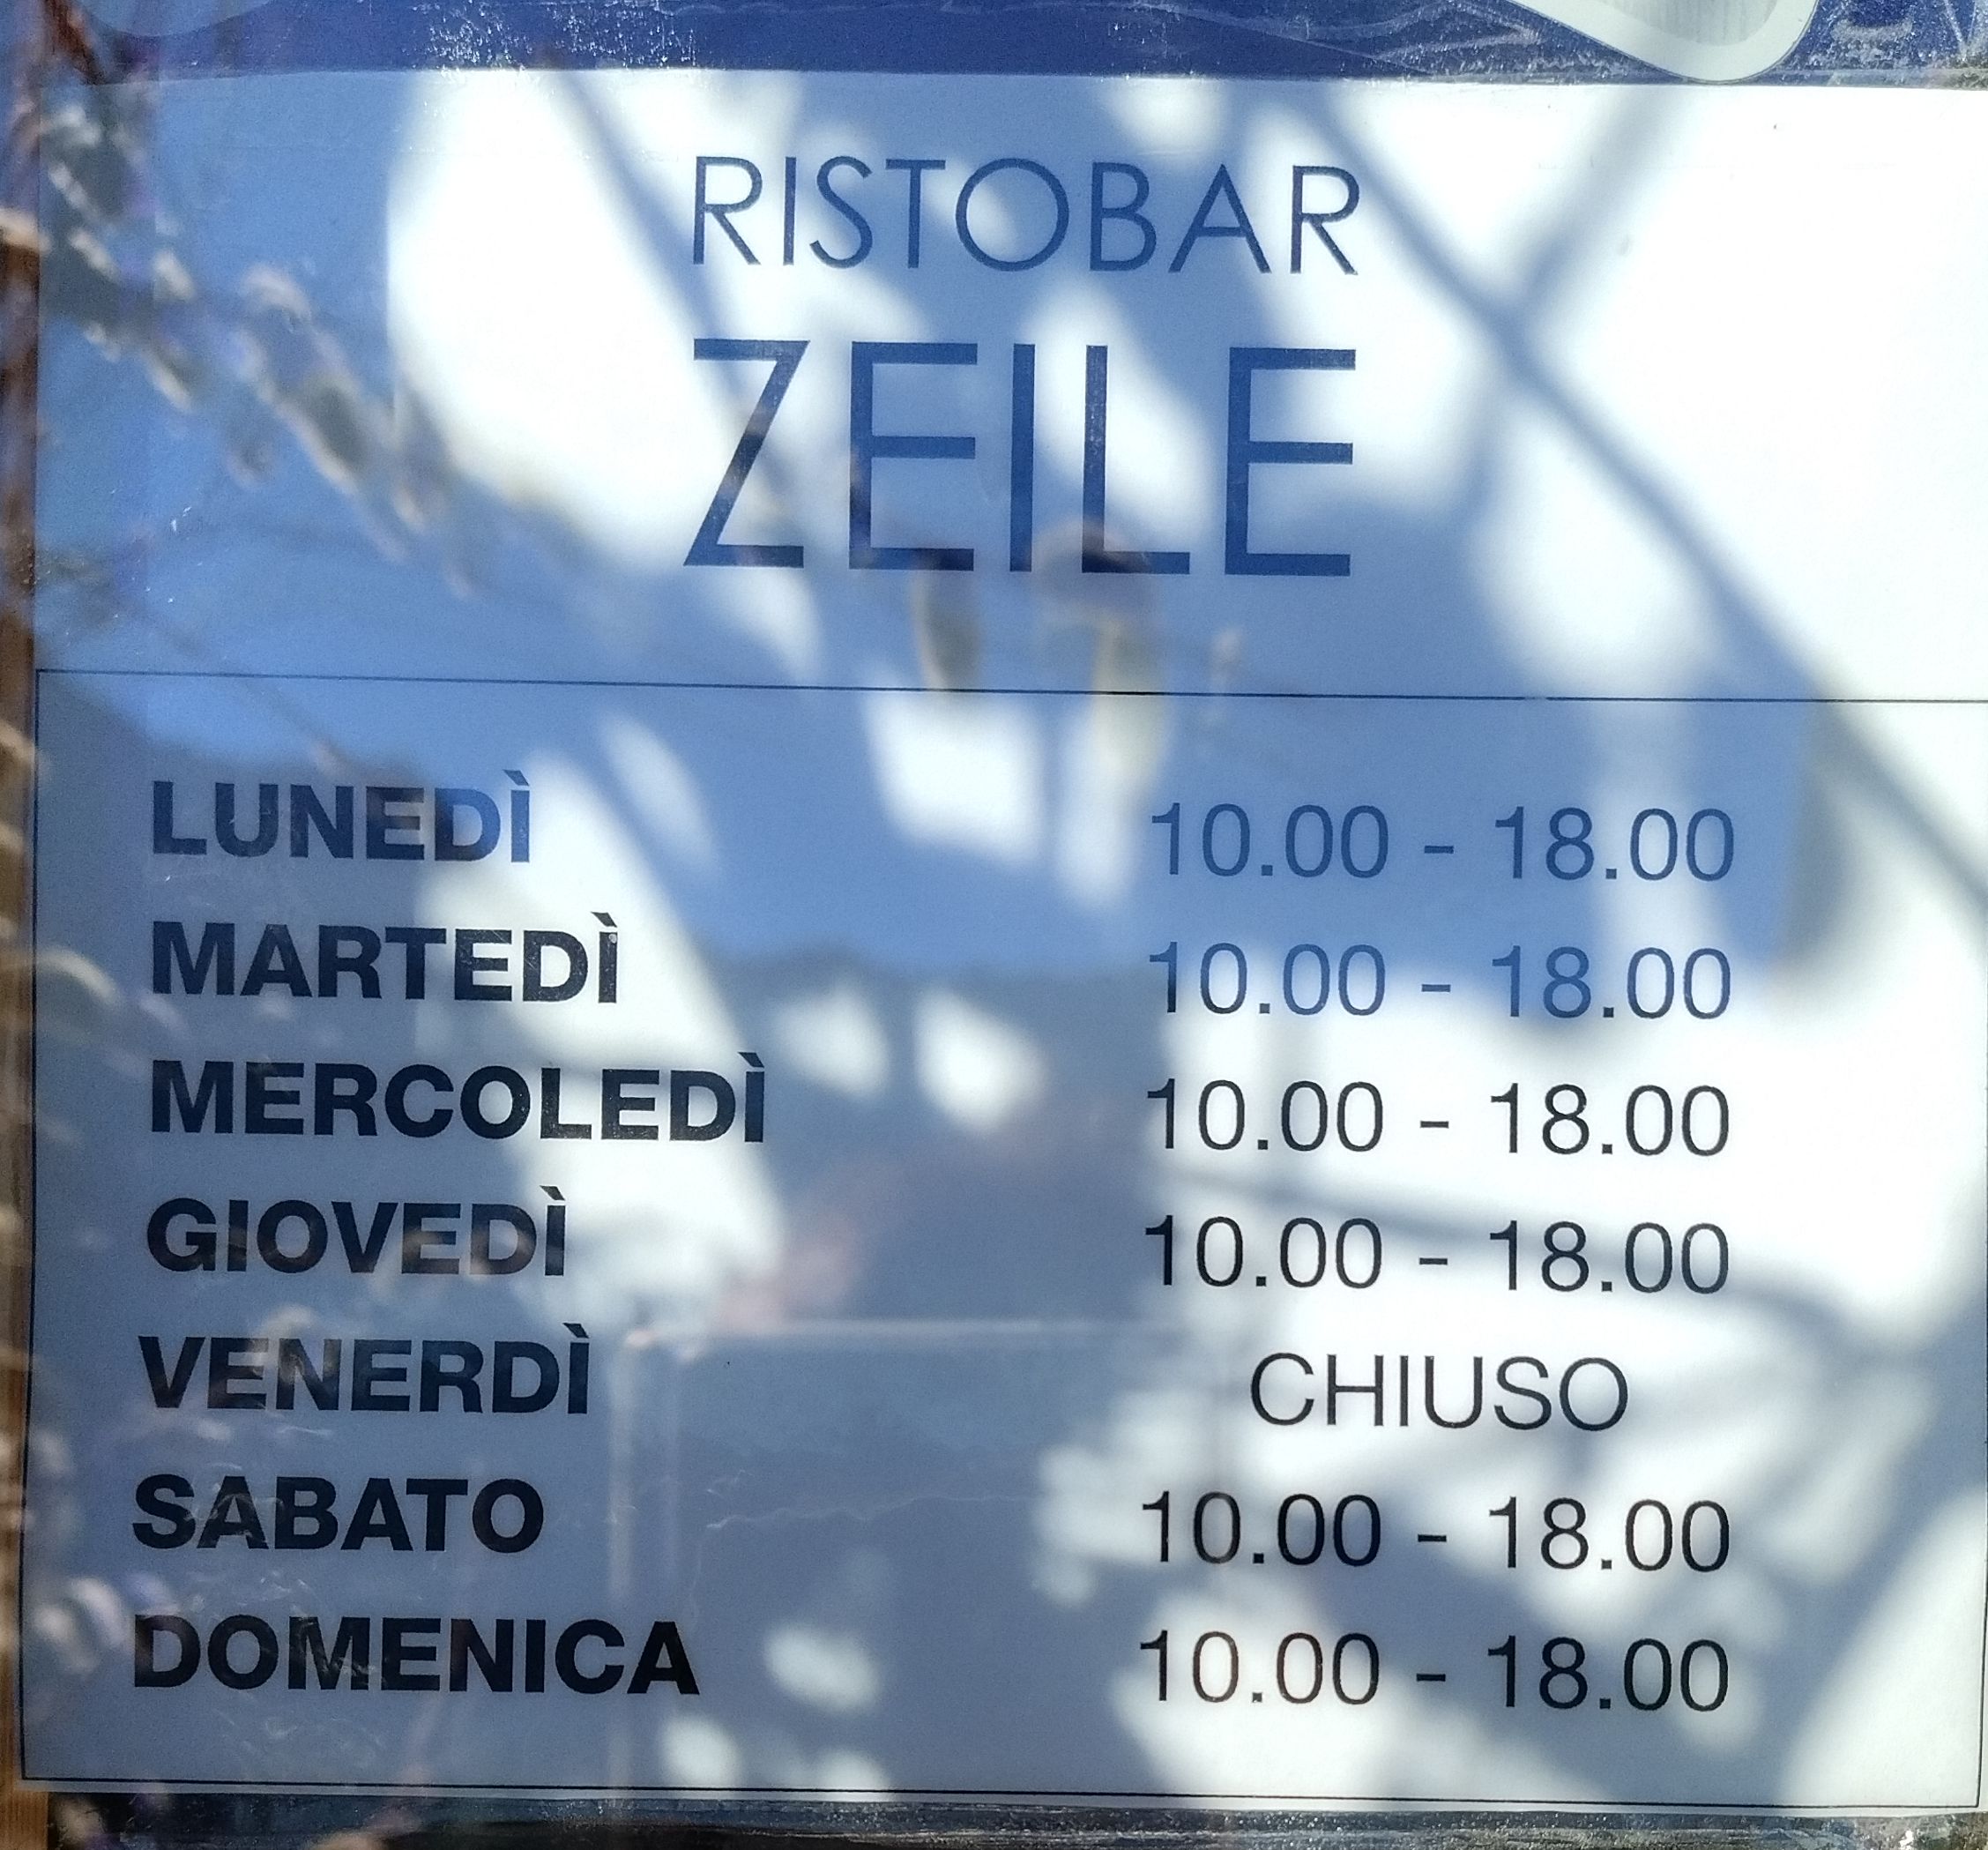 RISTOBAR
ZEILE
LUNEDÌ 10.00 - 18.00
MARTEDÌ 10.00 - 18.00
MERCOLEDÌ 10.00 - 18.00
GIOVEDÌ 10.00 - 18.00
VENERDÌ CHIUSO
SABATO 10.00 - 18.00
DOMENICA 10.00 - 18.00